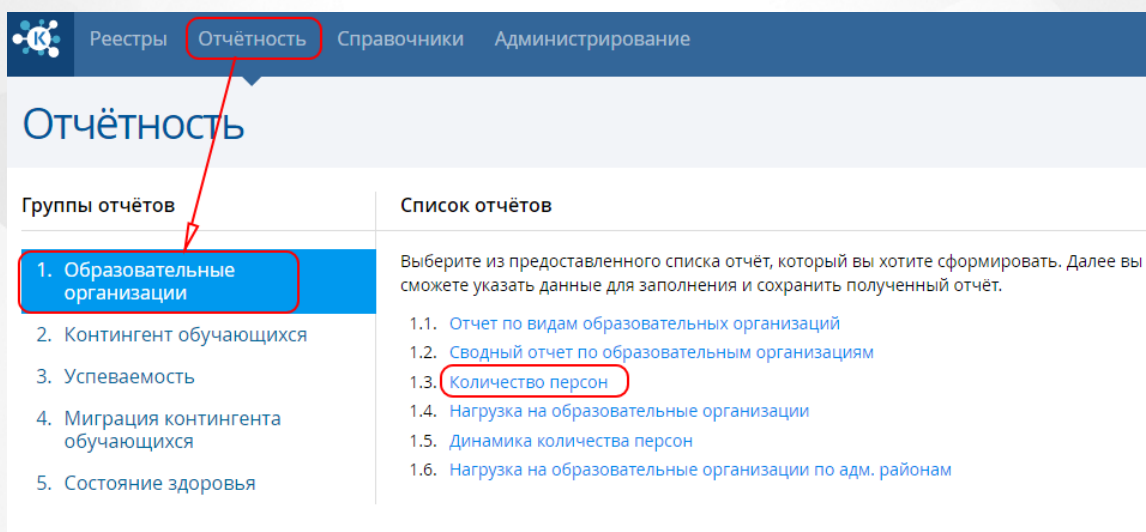 К Реестры Отчётность Справочники Администрирование
Отчётность
Группы отчётов
1. Образовательные
организации
2. Контингент обучающихся
3. Успеваемость
4. Миграция контингента
обучающихся
5. Состояние здоровья
Список отчётов
Выберите из предоставленного списка отчёт, который вы хотите сформировать. Далее вы
сможете указать данные для заполнения и сохранить полученный отчёт.
1.1. Отчет по видам образовательных организаций
1.2. Сводный отчет по образовательным организациям
1.3. Количество персон
1.4. Нагрузка на образовательные организации
1.5. Динамика количества персон
1.6. Нагрузка на образовательные организации по адм. районам